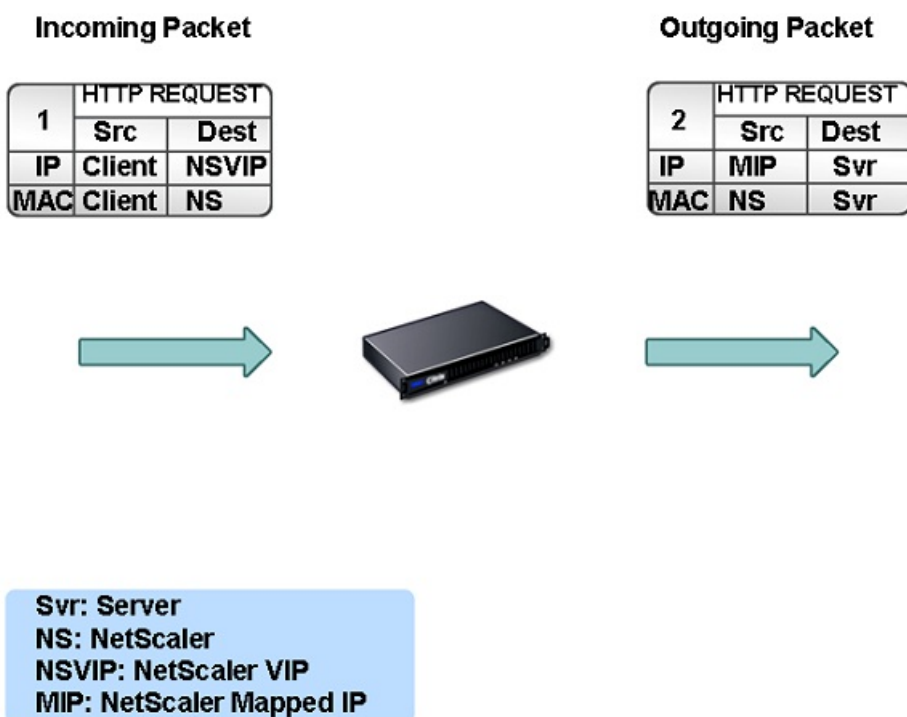 Incoming Packet
Outgoing Packet
1 HTTP REQUEST
Src Dest
IP Client NSVIP
MAC Client NS
2 HTTP REQUEST
Src Dest
IP MIP Svr
MAC NS Svr
Svr: Server
NS: NetScaler
NSVIP: NetScaler VIP
MIP: NetScaler Mapped IP